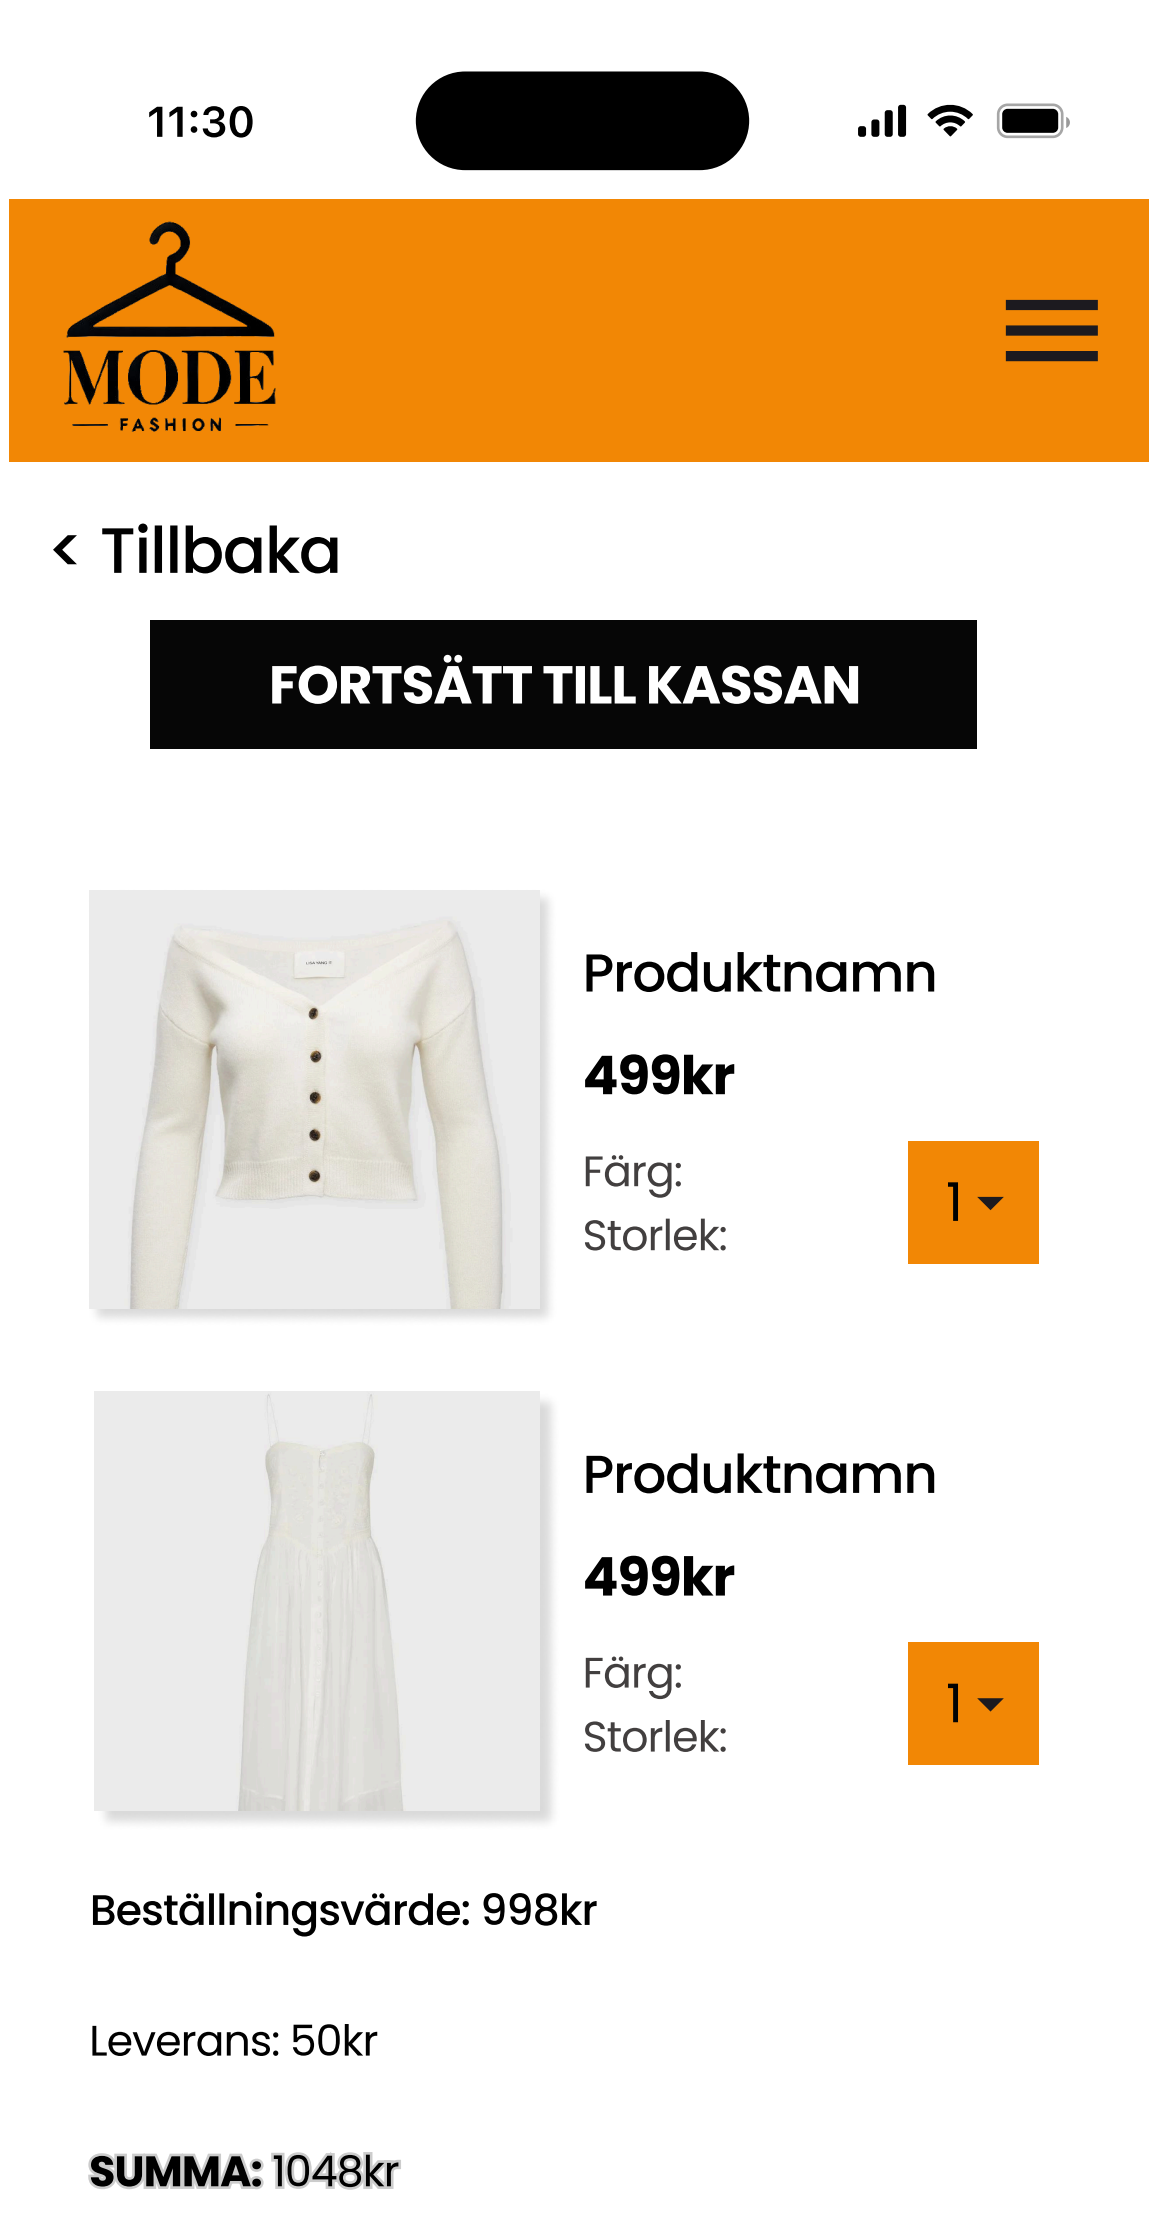 11:30
MODE
FASHION
< Tillbaka
FORTSÄTT TILL KASSAN
Produktnamn
499kr
Färg:
Storlek:
1
Produktnamn
499kr
Färg:
Storlek:
1
Beställningsvärde: 998kr
Leverans: 50kr
SUMMA: 1048kr